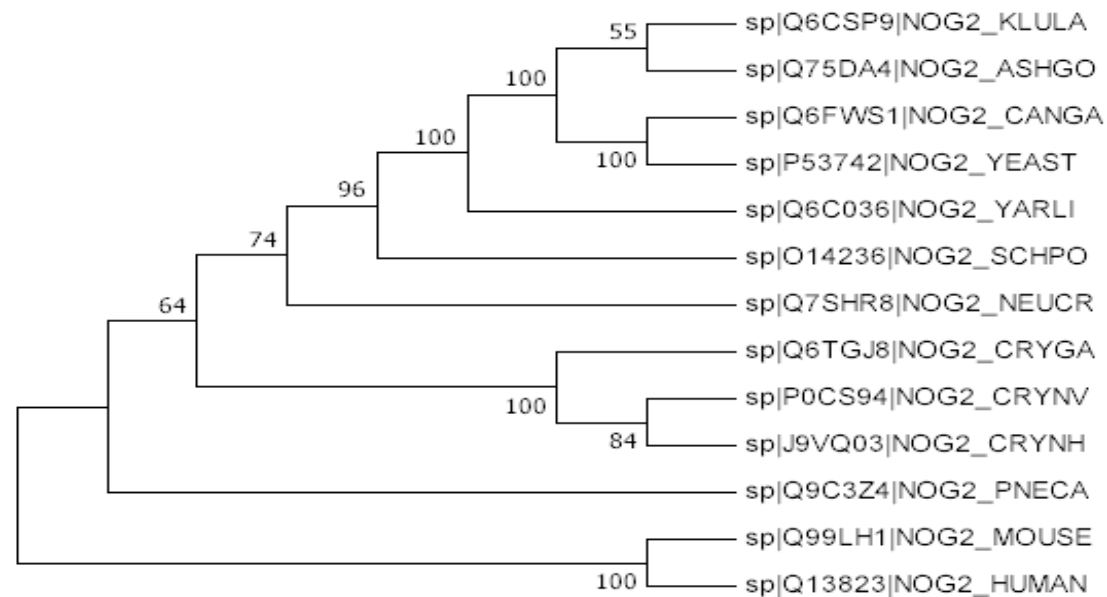 sp|Q6CSP9|NOG2_KLULA
55
sp|Q75DA4|NOG2_ASHGO
100
sp|Q6FWS1|NOG2_CANGA
100
100
sp|P53742|NOG2_YEAST
96
sp|Q6C036|NOG2_YARLI
74
sp|O14236|NOG2_SCHPO
64
sp|Q7SHR8|NOG2_NEUCR
sp|Q6TGJ8|NOG2_CRYGA
100
sp|P0CS94|NOG2_CRYNV
84
sp|J9VQ03|NOG2_CRYNH
sp|Q9C3Z4|NOG2_PNECA
sp|Q99LH1|NOG2_MOUSE
100
sp|Q13823|NOG2_HUMAN